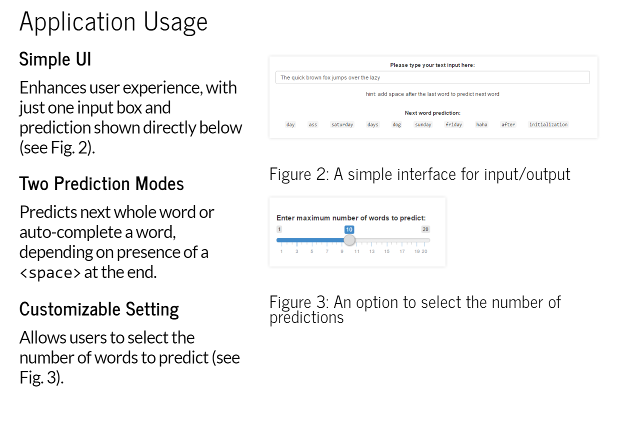 Application Usage
Simple UI
Enhances user experience, with
just one input box and
prediction shown directly below
(see Fig. 2).
Two Prediction Modes
Predicts next whole word or
auto-complete a word,
depending on presence of a
<space> at the end.
Customizable Setting
Allows users to select the
number of words to predict (see
Fig. 3).
Please type your text input here:
The quick brown fox jumps over the lazy
hint: add space after the last word to predict next word
Next word prediction:
day ass saturday days dog sunday friday haha after initialization
Figure 2: A simple interface for input/output
Enter maximum number of words to predict:
1 10 20
1 3 5 7 9 11 13 15 17 19 20
Figure 3: An option to select the number of
predictions